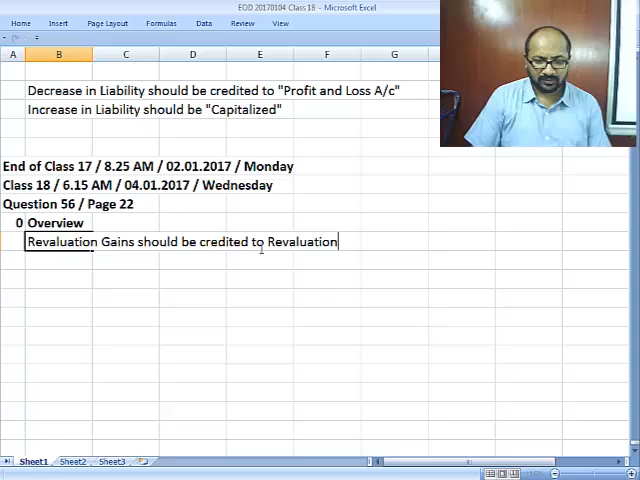 EOD 20170104 Class 18 - Microsoft Excel
Home Insert Page Layout Formulas Data Review View
A B C D E F G
Decrease in Liability should be credited to "Profit and Loss A/c"
Increase in Liability should be "Capitalized"
End of Class 17 / 8.25 AM / 02.01.2017 / Monday
Class 18 / 6.15 AM / 04.01.2017 / Wednesday
Question 56 / Page 22
0 Overview
Revaluation Gains should be credited to Revaluation
Sheet1 Sheet2 Sheet3